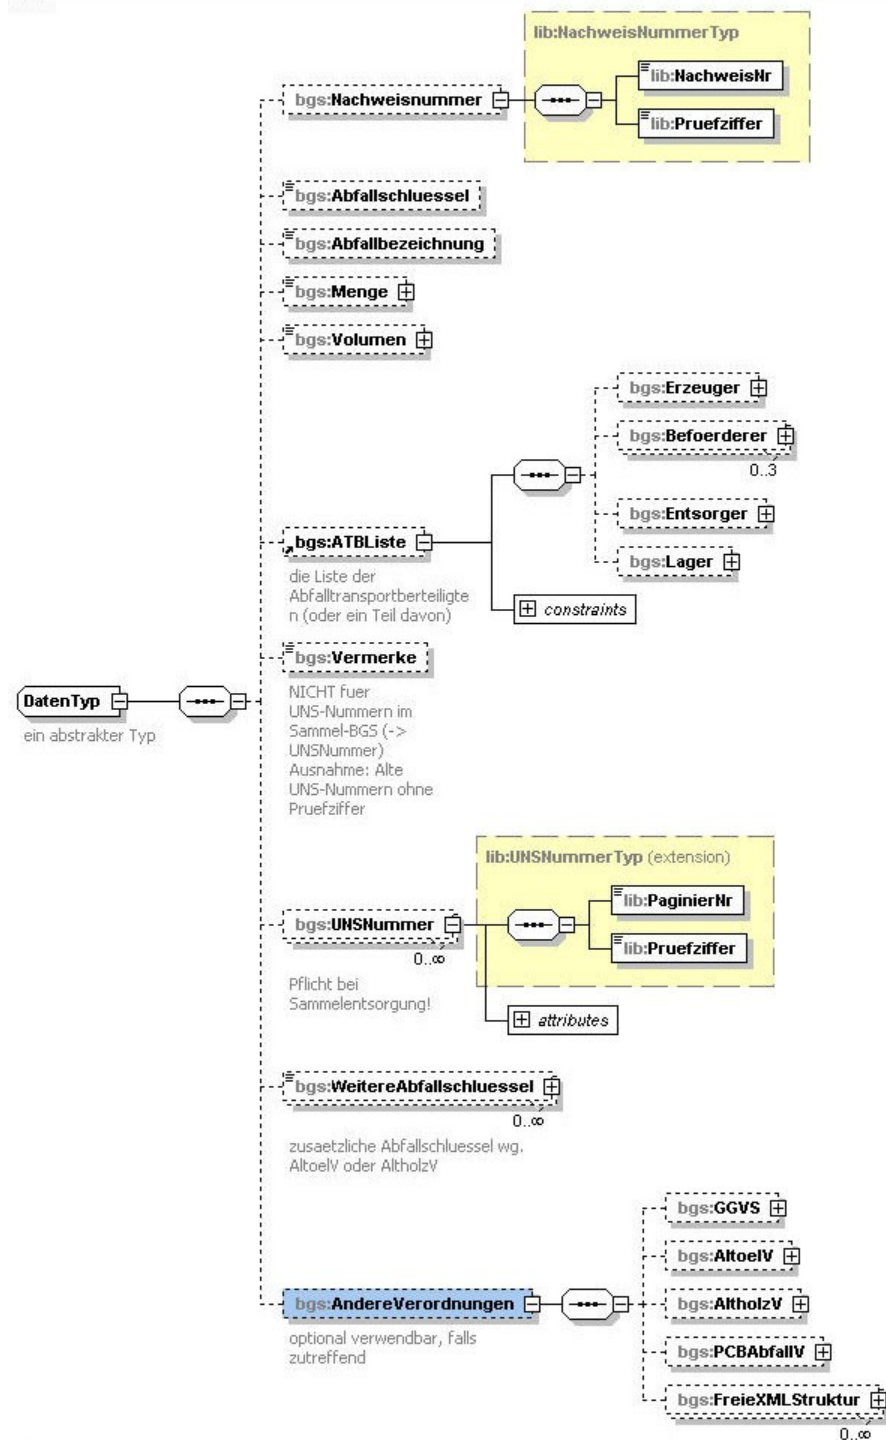 lib:NachweisNummerTyp
lib:NachweisNr
bgs:Nachweisnummer
lib:Pruefziffer
bgs:Abfallschluessel
bgs:Abfallbezeichnung
bgs:Menge
bgs:Volumen
bgs:Erzeuger
bgs:Befoerderer
0..3
bgs:Entsorger
bgs:ATBListe
bgs:Lager
die Liste der
Abfalltransportberteiligte
n (oder ein Teil davon)
constraints
bgs:Vermerke
NICHT fuer
UNS-Nummern im
Sammel-BGS (->
UNSNummer)
Ausnahme: Alte
UNS-Nummern ohne
Pruefziffer
DatenTyp
ein abstrakter Typ
lib:UNSNummerTyp (extension)
lib:PaginierNr
bgs:UNSNummer
0..∞
lib:Pruefziffer
Pflicht bei
Sammelentsorgung!
attributes
bgs:WeitereAbfallschluessel
0..∞
zusaetzliche Abfallschluessel wg.
AltoelV oder AltholzV
bgs:GGVS
bgs:AltoelV
bgs:AndereVerordnungen
bgs:AltholzV
optional verwendbar, falls
zutreffend
bgs:PCBAbfallV
bgs:FreieXMLStruktur
0..∞